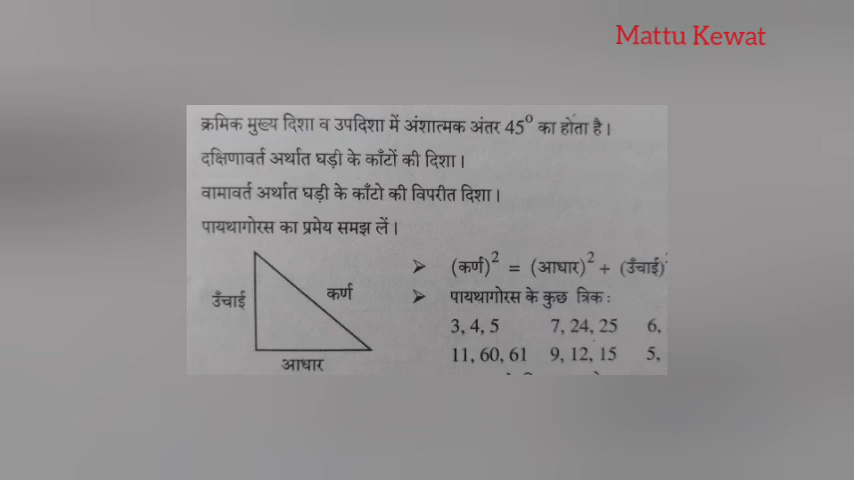 Mattu Kewat
क्रमिक मुख्य दिशा व उपदिशा में अंशात्मक अंतर 45° का होता है।
दक्षिणावर्त अर्थात घड़ी के काँटों की दिशा।
वामावर्त अर्थात घड़ी के काँटो की विपरीत दिशा।
पायथागोरस का प्रमेय समझ लें।
ऊँचाई
कर्ण
आधार
➢ (कर्ण)² = (आधार)² + (उँचाई)
➢ पायथागोरस के कुछ त्रिक :
3, 4, 5 7, 24, 25 6,
11, 60, 61 9, 12, 15 5,